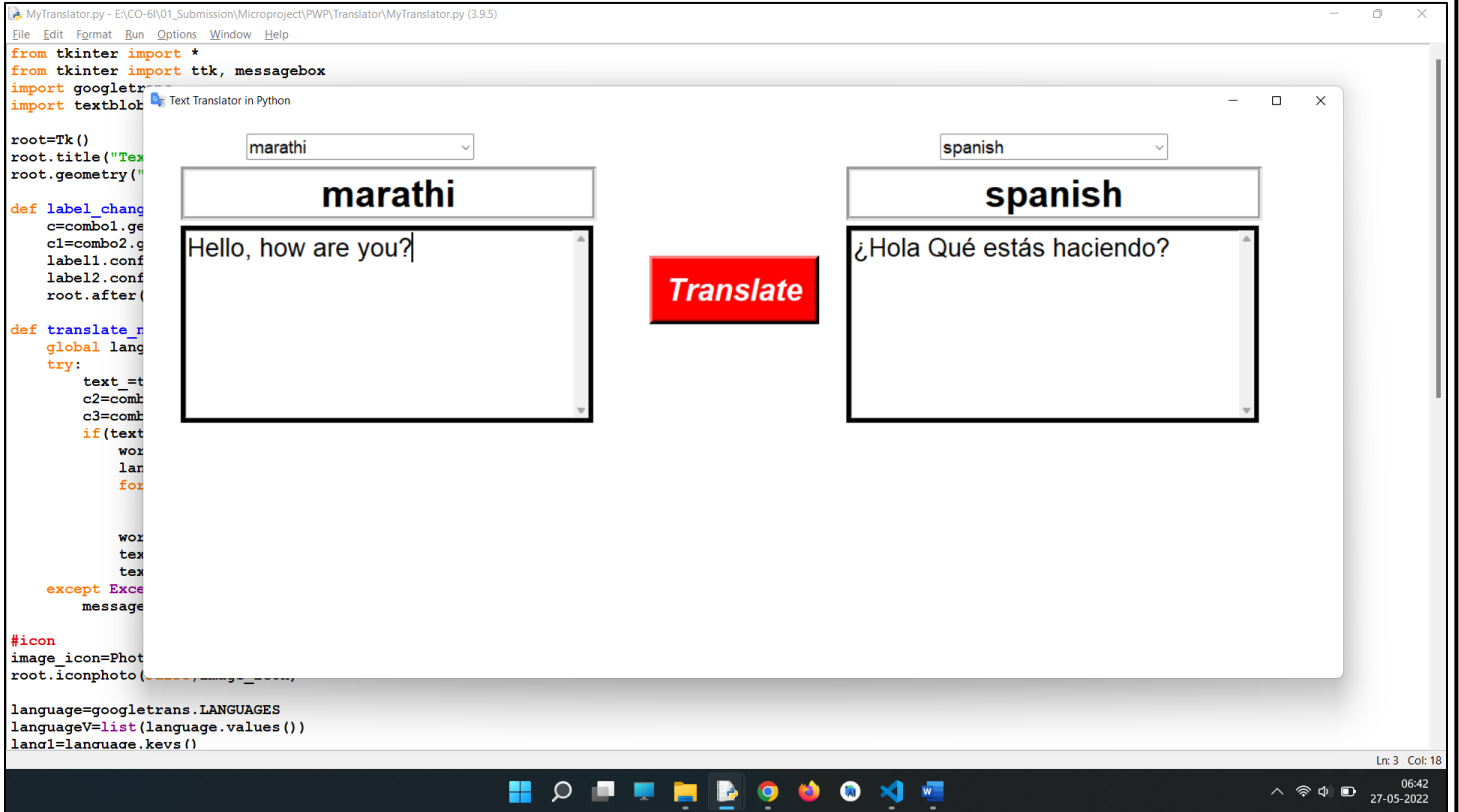 MyTranslator.py - E:\CO-6I\01_Submission\Microproject\PWP\Translator\MyTranslator.py (3.9.5)
File Edit Format Run Options Window Help
from tkinter import *
from tkinter import ttk, messagebox
import googletrans
import textblob
Text Translator in Python
root=Tk()
root.title("Tex
root.geometry("
def label_chang
c=combo1.ge
c1=combo2.g
label1.conf
label2.conf
root.after(
def translate_n
global lang
try:
text_=t
c2=comb
c3=comb
if(text
wor
lan
for
wor
tex
tex
except Exce
message
#icon
image_icon=Phot
root.iconphoto(
language=googletrans.LANGUAGES
languageV=list(language.values())
lang1=language.keys()
marathi
spanish
marathi
spanish
Hello, how are you?
Translate
¿Hola Qué estás haciendo?
Ln: 3 Col: 18
06:42
27-05-2022